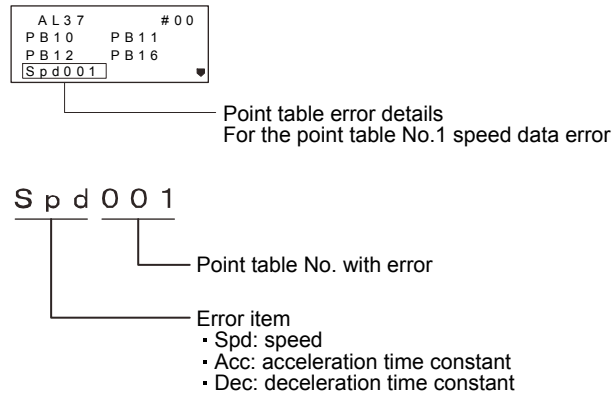 AL37 #00
PB10 PB11
PB12 PB16
Spd001
Point table error details
For the point table No.1 speed data error
Spd001
Point table No. with error
Error item
▪ Spd: speed
▪ Acc: acceleration time constant
▪ Dec: deceleration time constant